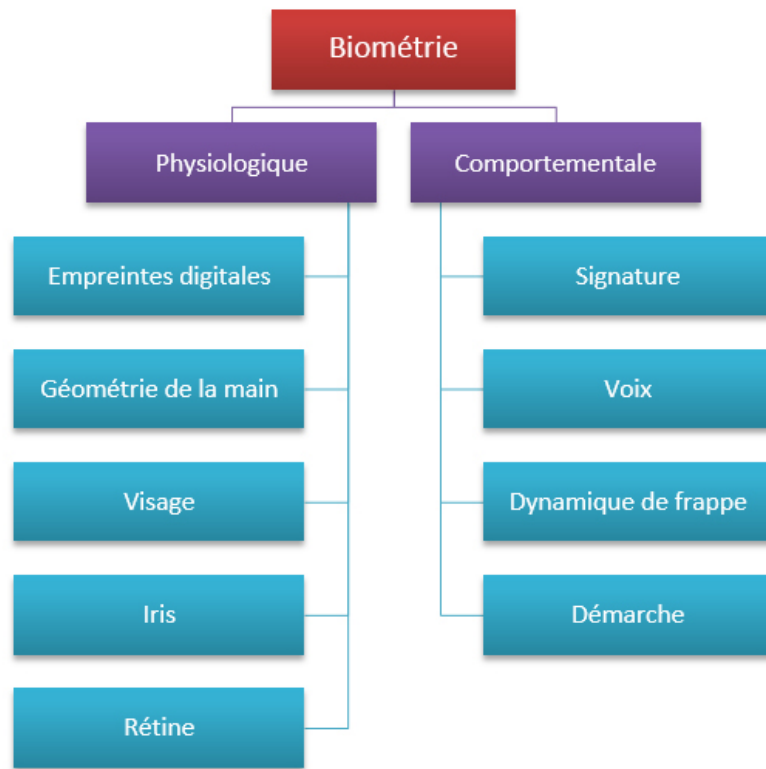 Biométrie
Physiologique
Comportementale
Empreintes digitales
Signature
Géométrie de la main
Voix
Visage
Dynamique de frappe
Iris
Démarche
Rétine